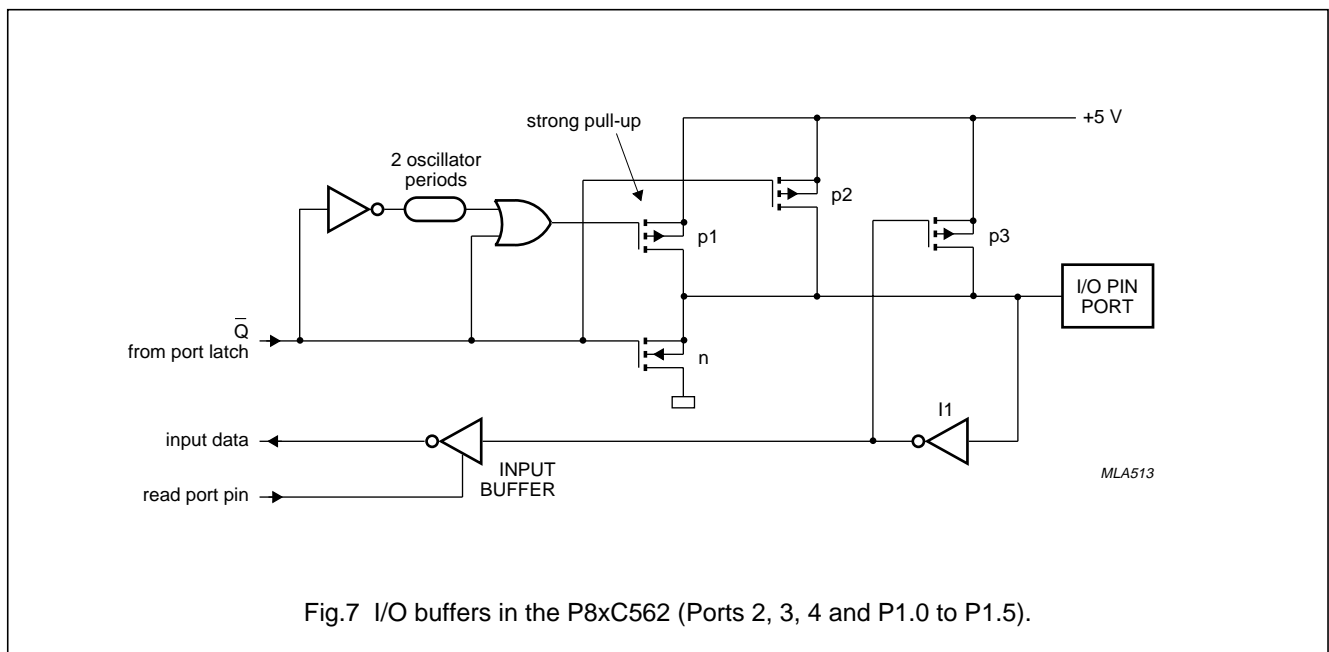 strong pull-up
+5 V
2 oscillator
periods
p2
p1
p3
I/O PIN
PORT
Q̅
from port latch
n
I1
input data
INPUT
BUFFER
read port pin
MLA513
Fig.7 I/O buffers in the P8xC562 (Ports 2, 3, 4 and P1.0 to P1.5).